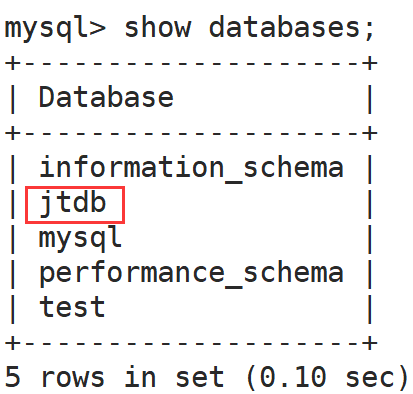 mysql> show databases;
+--------------------+
| Database           |
+--------------------+
| information_schema |
| jtdb               |
| mysql              |
| performance_schema |
| test               |
+--------------------+
5 rows in set (0.10 sec)